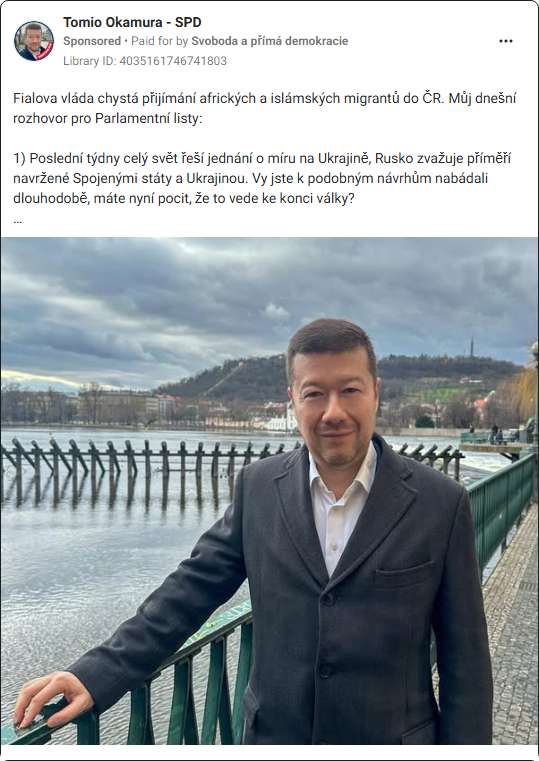 Tomio Okamura - SPD
Sponsored • Paid for by Svoboda a přímá demokracie
Library ID: 4035161746741803
Fialova vláda chystá přijímání afrických a islámských migrantů do ČR. Můj dnešní
rozhovor pro Parlamentní listy:
1) Poslední týdny celý svět řeší jednání o míru na Ukrajině, Rusko zvažuje příměří
navržené Spojenými státy a Ukrajinou. Vy jste k podobným návrhům nabádali
dlouhodobě, máte nyní pocit, že to vede ke konci války?
...